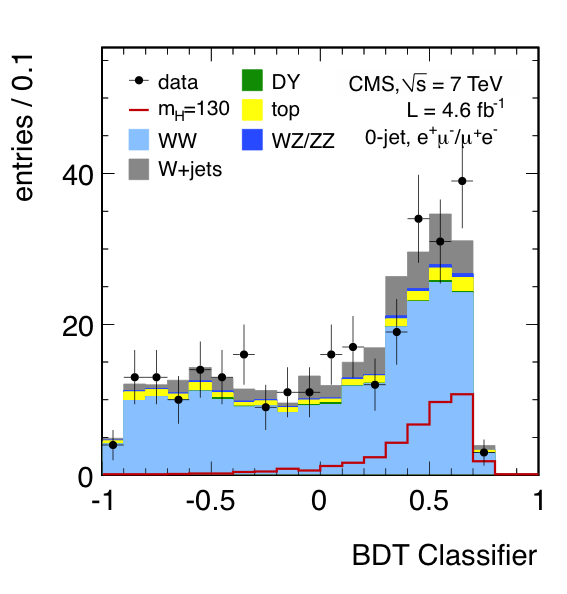 entries / 0.1
data
m_H=130
WW
W+jets
DY
top
WZ/ZZ
CMS, √s = 7 TeV
L = 4.6 fb⁻¹
0-jet, e⁺μ⁻/μ⁺e⁻
40
20
0
-1 -0.5 0 0.5 1
BDT Classifier